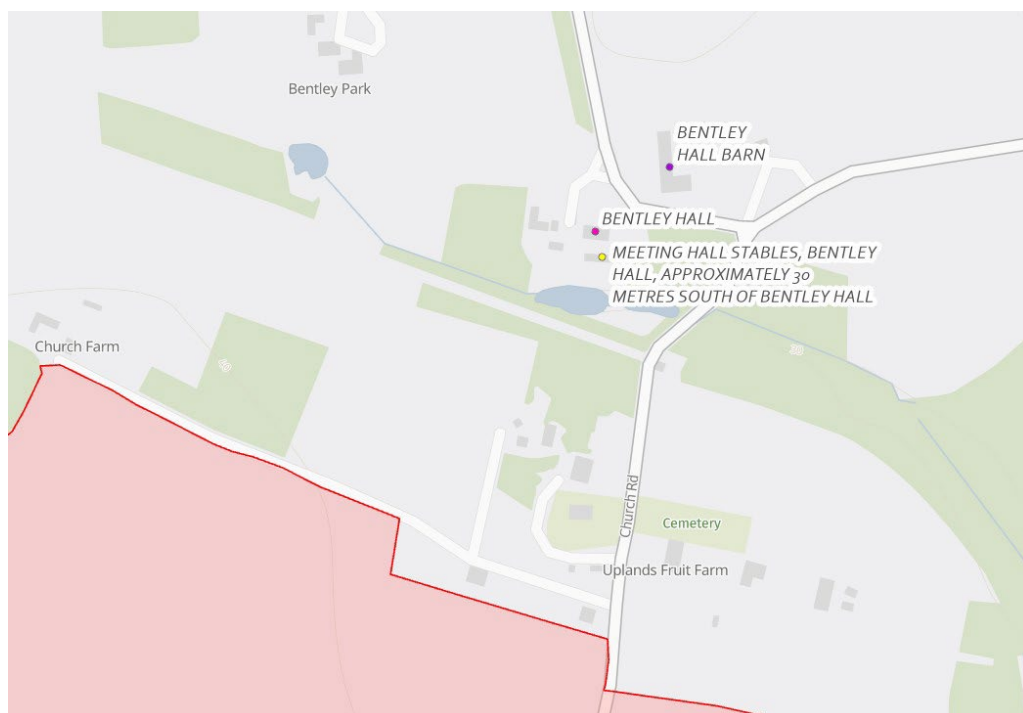 Bentley Park
BENTLEY
HALL BARN
BENTLEY HALL
MEETING HALL STABLES, BENTLEY
HALL, APPROXIMATELY 30
METRES SOUTH OF BENTLEY HALL
Church Farm
Church Rd
Cemetery
Uplands Fruit Farm